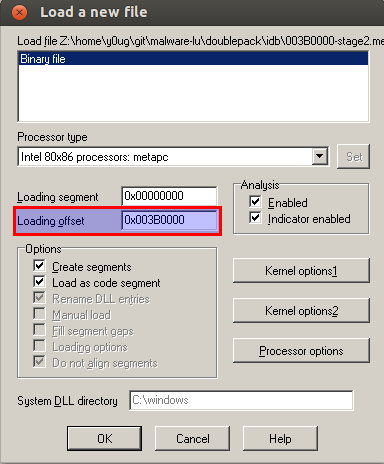 Load a new file
Load file Z:\home\y0ug\git\malware-lu\doublepack\idb\003B0000-stage2.me
Binary file
Processor type
Intel 80x86 processors: metapc
Set
Loading segment 0x00000000
Loading offset 0x003B0000
Analysis
Enabled
Indicator enabled
Options
Create segments
Load as code segment
Rename DLL entries
Manual load
Fill segment gaps
Loading options
Do not align segments
Kernel options1
Kernel options2
Processor options
System DLL directory C:\windows
OK Cancel Help